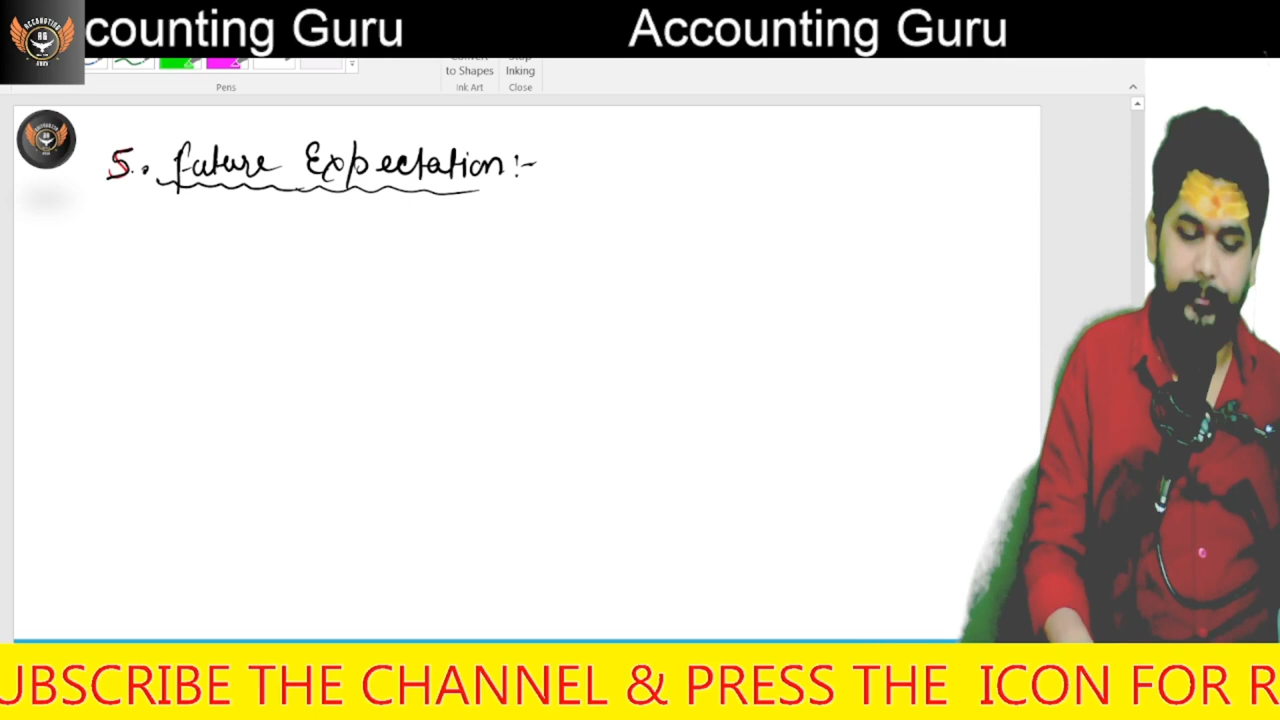 counting Guru Accounting Guru
to Shapes Inking
Pens Ink Art Close
5. Future Expectation :-
UBSCRIBE THE CHANNEL & PRESS THE ICON FOR R